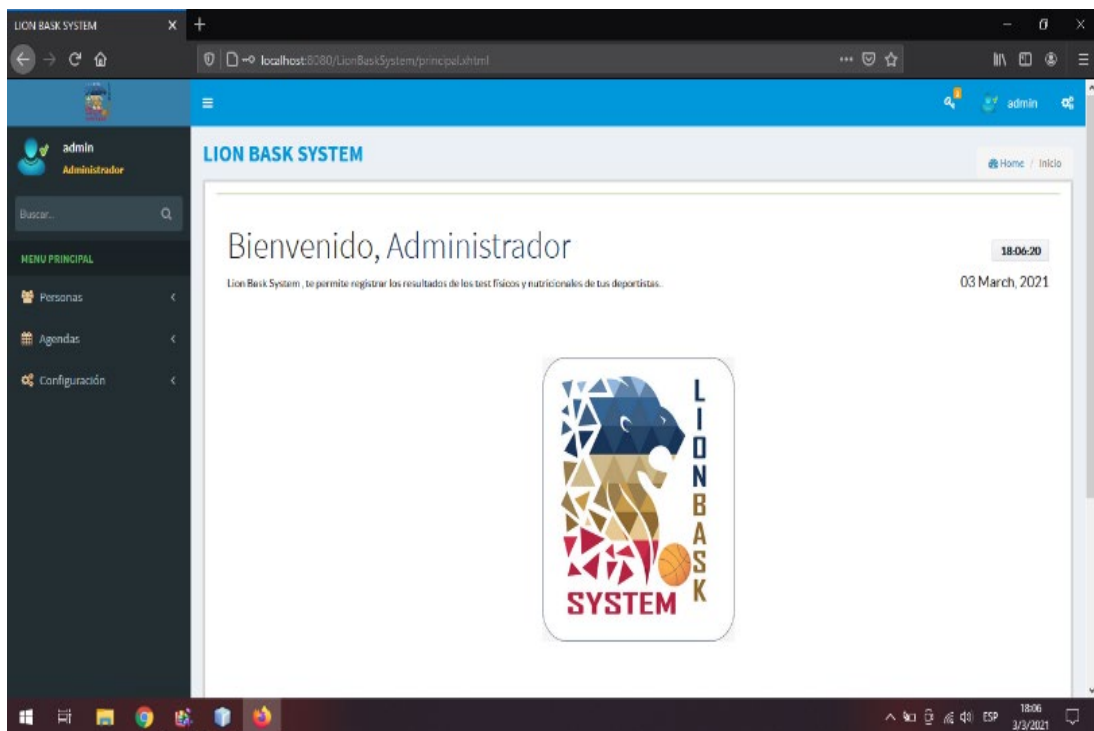 LION BASK SYSTEM
localhost:8080/LionBaskSystem/principal.xhtml
admin
admin
Administrador
LION BASK SYSTEM
Home / Inicio
Buscar...
MENU PRINCIPAL
Personas
Agendas
Configuración
Bienvenido, Administrador
18:06:20
Lion Bask System , te permite registrar los resultados de los test físicos y nutricionales de tus deportistas..
03 March, 2021
LION BASK
SYSTEM
ESP
18:06
3/3/2021